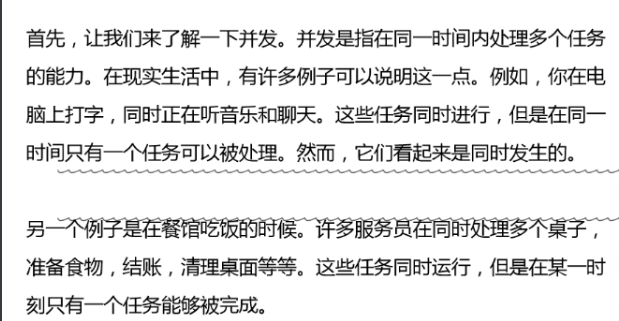 首先，让我们来了解一下并发。并发是指在同一时间内处理多个任务
的能力。在现实生活中，有许多例子可以说明这一点。例如，你在电
脑上打字，同时正在听音乐和聊天。这些任务同时进行，但是在同一
时间只有一个任务可以被处理。然而，它们看起来是同时发生的。
另一个例子是在餐馆吃饭的时候。许多服务员在同时处理多个桌子，
准备食物，结账，清理桌面等等。这些任务同时运行，但是在某一时
刻只有一个任务能够被完成。